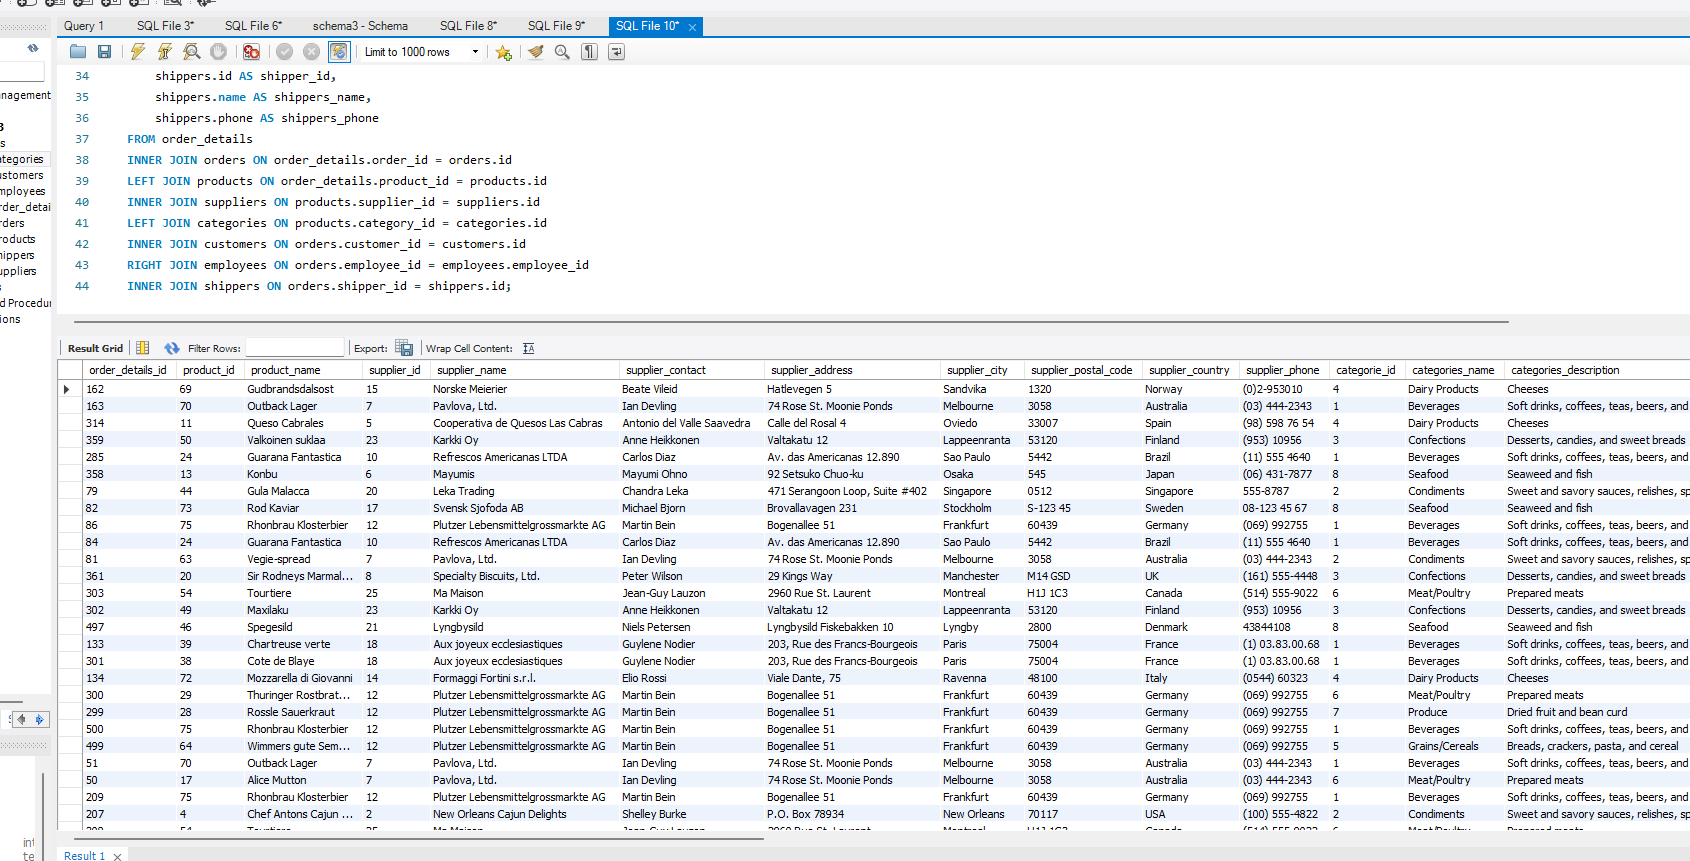 Query 1 SQL File 3* SQL File 6* schema3 - Schema SQL File 8* SQL File 9* SQL File 10*
Limit to 1000 rows
nagement
ategories
ustomers
mployees
rder_detai
rders
roducts
hippers
uppliers
d Procedur
ions
34 shippers.id AS shipper_id,
35 shippers.name AS shippers_name,
36 shippers.phone AS shippers_phone
37 FROM order_details
38 INNER JOIN orders ON order_details.order_id = orders.id
39 LEFT JOIN products ON order_details.product_id = products.id
40 INNER JOIN suppliers ON products.supplier_id = suppliers.id
41 LEFT JOIN categories ON products.category_id = categories.id
42 INNER JOIN customers ON orders.customer_id = customers.id
43 RIGHT JOIN employees ON orders.employee_id = employees.employee_id
44 INNER JOIN shippers ON orders.shipper_id = shippers.id;
Result Grid Filter Rows: Export: Wrap Cell Content:
order_details_id product_id product_name supplier_id supplier_name supplier_contact supplier_address supplier_city supplier_postal_code supplier_country supplier_phone categorie_id categories_name categories_description
162 69 Gudbrandsdalsost 15 Norske Meierier Beate Vileid Hatlevegen 5 Sandvika 1320 Norway (0)2-953010 4 Dairy Products Cheeses
163 70 Outback Lager 7 Pavlova, Ltd. Ian Devling 74 Rose St. Moonie Ponds Melbourne 3058 Australia (03) 444-2343 1 Beverages Soft drinks, coffees, teas, beers, and
314 11 Queso Cabrales 5 Cooperativa de Quesos Las Cabras Antonio del Valle Saavedra Calle del Rosal 4 Oviedo 33007 Spain (98) 598 76 54 4 Dairy Products Cheeses
359 50 Valkoinen suklaa 23 Karkki Oy Anne Heikkonen Valtakatu 12 Lappeenranta 53120 Finland (953) 10956 3 Confections Desserts, candies, and sweet breads
285 24 Guarana Fantastica 10 Refrescos Americanas LTDA Carlos Diaz Av. das Americanas 12.890 Sao Paulo 5442 Brazil (11) 555 4640 1 Beverages Soft drinks, coffees, teas, beers, and
358 13 Konbu 6 Mayumis Mayumi Ohno 92 Setsuko Chuo-ku Osaka 545 Japan (06) 431-7877 8 Seafood Seaweed and fish
79 44 Gula Malacca 20 Leka Trading Chandra Leka 471 Serangoon Loop, Suite #402 Singapore 0512 Singapore 555-8787 2 Condiments Sweet and savory sauces, relishes, sp
82 73 Rod Kaviar 17 Svensk Sjofoda AB Michael Bjorn Brovallavagen 231 Stockholm S-123 45 Sweden 08-123 45 67 8 Seafood Seaweed and fish
86 75 Rhonbrau Klosterbier 12 Plutzer Lebensmittelgrossmarkte AG Martin Bein Bogenallee 51 Frankfurt 60439 Germany (069) 992755 1 Beverages Soft drinks, coffees, teas, beers, and
84 24 Guarana Fantastica 10 Refrescos Americanas LTDA Carlos Diaz Av. das Americanas 12.890 Sao Paulo 5442 Brazil (11) 555 4640 1 Beverages Soft drinks, coffees, teas, beers, and
81 63 Vegie-spread 7 Pavlova, Ltd. Ian Devling 74 Rose St. Moonie Ponds Melbourne 3058 Australia (03) 444-2343 2 Condiments Sweet and savory sauces, relishes, sp
361 20 Sir Rodneys Marmal... 8 Specialty Biscuits, Ltd. Peter Wilson 29 Kings Way Manchester M14 GSD UK (161) 555-4448 3 Confections Desserts, candies, and sweet breads
303 54 Tourtiere 25 Ma Maison Jean-Guy Lauzon 2960 Rue St. Laurent Montreal H1J 1C3 Canada (514) 555-9022 6 Meat/Poultry Prepared meats
302 49 Maxilaku 23 Karkki Oy Anne Heikkonen Valtakatu 12 Lappeenranta 53120 Finland (953) 10956 3 Confections Desserts, candies, and sweet breads
497 46 Spegesild 21 Lyngbysild Niels Petersen Lyngbysild Fiskebakken 10 Lyngby 2800 Denmark 43844108 8 Seafood Seaweed and fish
133 39 Chartreuse verte 18 Aux joyeux ecclesiastiques Guylene Nodier 203, Rue des Francs-Bourgeois Paris 75004 France (1) 03.83.00.68 1 Beverages Soft drinks, coffees, teas, beers, and
301 38 Cote de Blaye 18 Aux joyeux ecclesiastiques Guylene Nodier 203, Rue des Francs-Bourgeois Paris 75004 France (1) 03.83.00.68 1 Beverages Soft drinks, coffees, teas, beers, and
134 72 Mozzarella di Giovanni 14 Formaggi Fortini s.r.l. Elio Rossi Viale Dante, 75 Ravenna 48100 Italy (0544) 60323 4 Dairy Products Cheeses
300 29 Thuringer Rostbrat... 12 Plutzer Lebensmittelgrossmarkte AG Martin Bein Bogenallee 51 Frankfurt 60439 Germany (069) 992755 6 Meat/Poultry Prepared meats
299 28 Rossle Sauerkraut 12 Plutzer Lebensmittelgrossmarkte AG Martin Bein Bogenallee 51 Frankfurt 60439 Germany (069) 992755 7 Produce Dried fruit and bean curd
500 75 Rhonbrau Klosterbier 12 Plutzer Lebensmittelgrossmarkte AG Martin Bein Bogenallee 51 Frankfurt 60439 Germany (069) 992755 1 Beverages Soft drinks, coffees, teas, beers, and
499 64 Wimmers gute Sem... 12 Plutzer Lebensmittelgrossmarkte AG Martin Bein Bogenallee 51 Frankfurt 60439 Germany (069) 992755 5 Grains/Cereals Breads, crackers, pasta, and cereal
51 70 Outback Lager 7 Pavlova, Ltd. Ian Devling 74 Rose St. Moonie Ponds Melbourne 3058 Australia (03) 444-2343 1 Beverages Soft drinks, coffees, teas, beers, and
50 17 Alice Mutton 7 Pavlova, Ltd. Ian Devling 74 Rose St. Moonie Ponds Melbourne 3058 Australia (03) 444-2343 6 Meat/Poultry Prepared meats
209 75 Rhonbrau Klosterbier 12 Plutzer Lebensmittelgrossmarkte AG Martin Bein Bogenallee 51 Frankfurt 60439 Germany (069) 992755 1 Beverages Soft drinks, coffees, teas, beers, and
207 4 Chef Antons Cajun ... 2 New Orleans Cajun Delights Shelley Burke P.O. Box 78934 New Orleans 70117 USA (100) 555-4822 2 Condiments Sweet and savory sauces, relishes, sp
int
te
Result 1